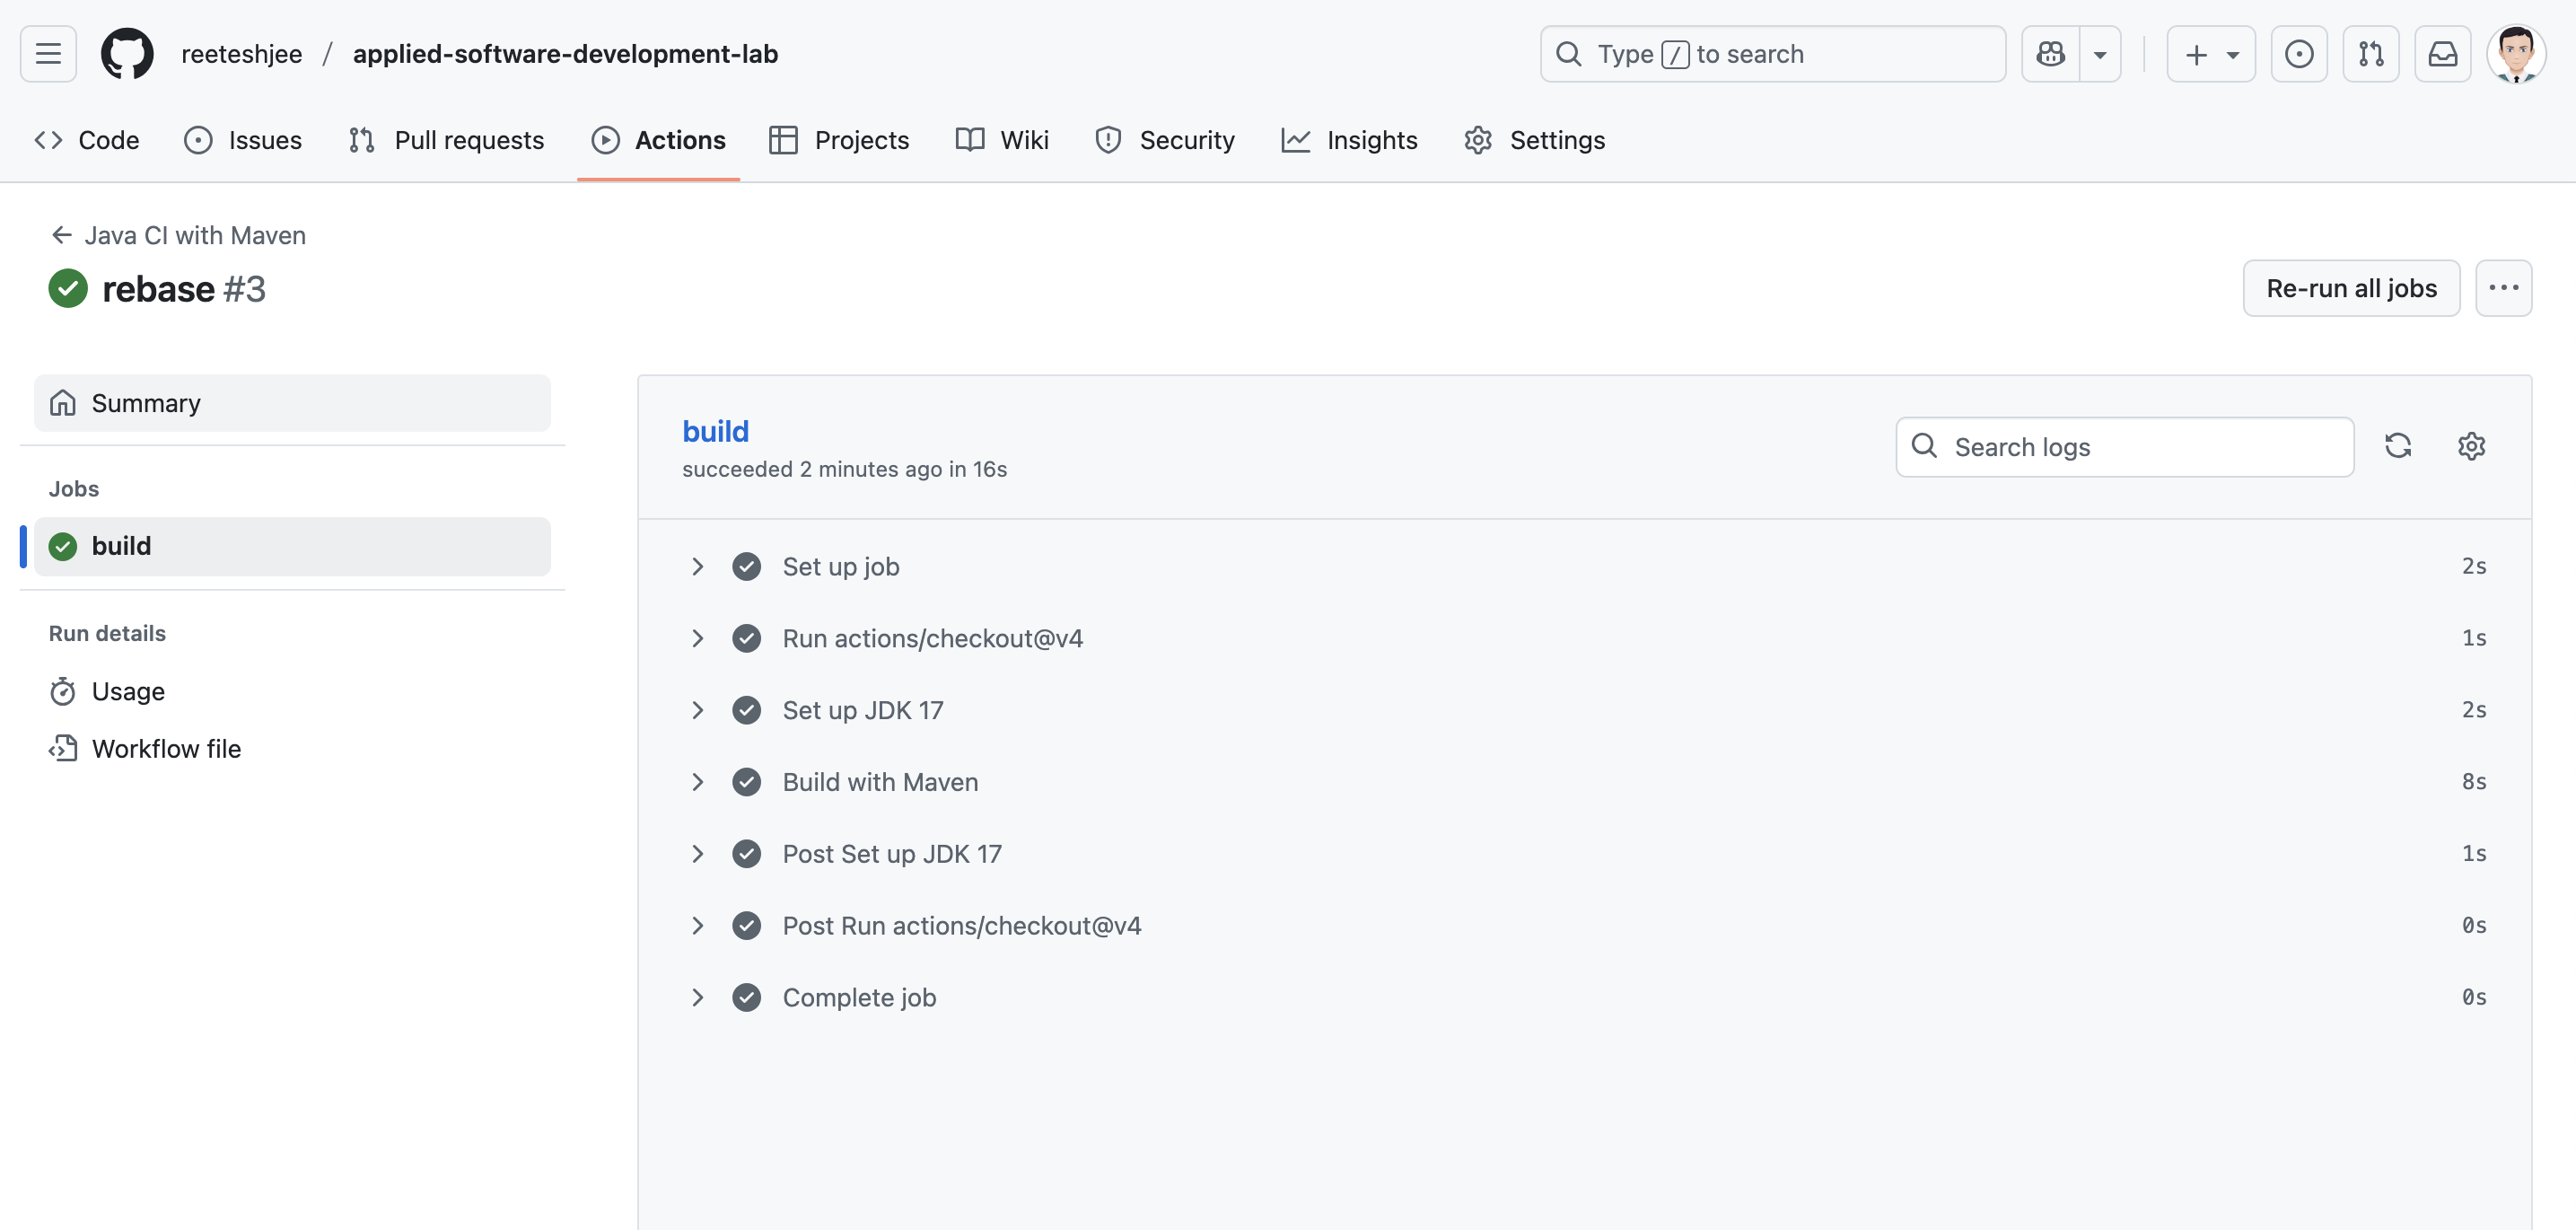 reeteshjee / applied-software-development-lab
Type / to search
Code
Issues
Pull requests
Actions
Projects
Wiki
Security
Insights
Settings
Java CI with Maven
rebase #3
Re-run all jobs
Summary
Jobs
build
Run details
Usage
Workflow file
build
succeeded 2 minutes ago in 16s
Search logs
Set up job 2s
Run actions/checkout@v4 1s
Set up JDK 17 2s
Build with Maven 8s
Post Set up JDK 17 1s
Post Run actions/checkout@v4 0s
Complete job 0s